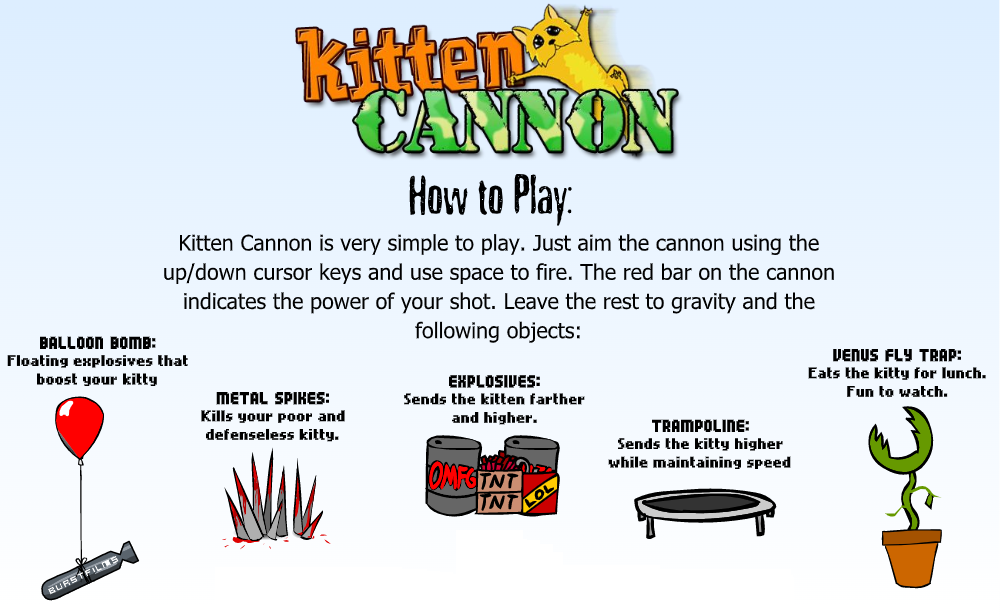 kitten
CANNON
How to Play:
Kitten Cannon is very simple to play. Just aim the cannon using the
up/down cursor keys and use space to fire. The red bar on the cannon
indicates the power of your shot. Leave the rest to gravity and the
following objects:
BALLOON BOMB:
Floating explosives that
boost your kitty
BURSTFILMS
METAL SPIKES:
Kills your poor and
defenseless kitty.
EXPLOSIVES:
Sends the kitten farther
and higher.
OMFG
TNT
TNT
LOL
TRAMPOLINE:
Sends the kitty higher
while maintaining speed
VENUS FLY TRAP:
Eats the kitty for lunch.
Fun to watch.